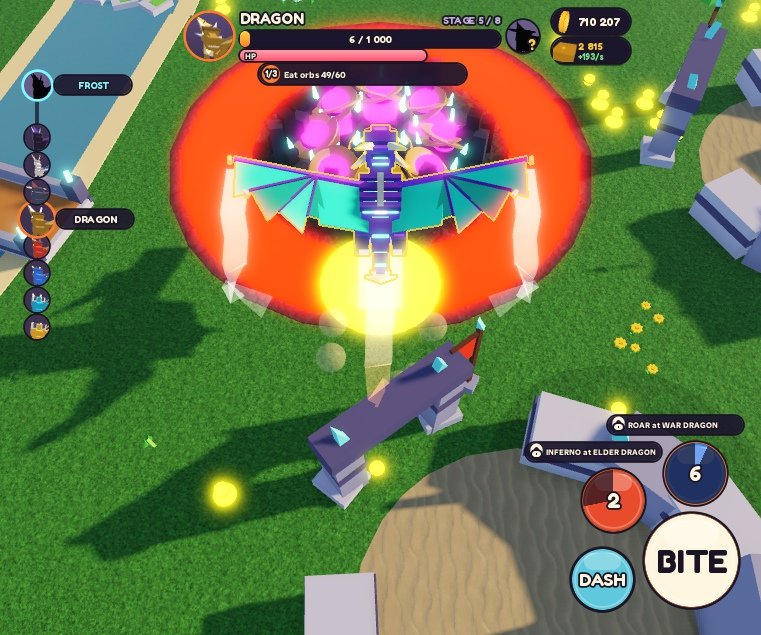 DRAGON
STAGE 5 / 8
6 / 1 000
HP
1/3 Eat orbs 49/60
?
710 207
2 815
+193/s
FROST
DRAGON
ROAR at WAR DRAGON
INFERNO at ELDER DRAGON
6
2
BITE
DASH